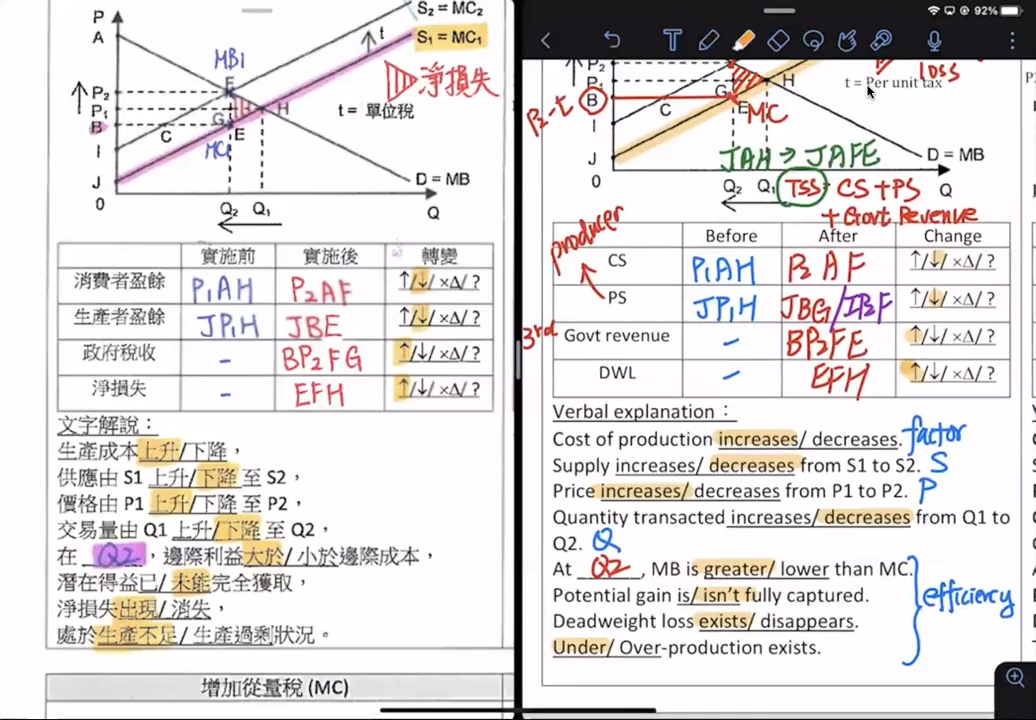 P
A
MB1
F
P₂
P₁
B
I
J
0
C
G
E
H
MC
Q₂ Q₁
Q
S₂ = MC₂
S₁ = MC₁
t
淨損失
t = 單位稅
D = MB
實施前 實施後 轉變
消費者盈餘 P₁AH P₂AF ↑/↓/ ×Δ/ ?
生產者盈餘 JP₁H JBE ↑/↓/ ×Δ/ ?
政府稅收 - BP₂FG ↑/↓/ ×Δ/ ?
淨損失 - EFH ↑/↓/ ×Δ/ ?
文字解說：
生產成本上升/下降，
供應由 S1 上升/下降 至 S2，
價格由 P1 上升/下降 至 P2，
交易量由 Q1 上升/下降 至 Q2，
在 Q2，邊際利益大於/ 小於邊際成本，
潛在得益已/ 未能完全獲取，
淨損失出現/ 消失，
處於生產不足/ 生產過剩狀況。
增加從量稅 (MC)
92%
T
loss
t = Per unit tax
P₂
P
B
P₂-t
I
J
0
C
G
E
H
MC
JAH → JAFE
D = MB
Q₂ Q₁
Q
TSS CS + PS
+ Govt Revenue
producer
3rd
Before After Change
CS P₁AH P₂AF ↑/↓/ ×Δ/ ?
PS JP₁H JBG/IP₂F ↑/↓/ ×Δ/ ?
Govt revenue - BP₂FE ↑/↓/ ×Δ/ ?
DWL - EFH ↑/↓/ ×Δ/ ?
Verbal explanation：
Cost of production increases/ decreases. factor
Supply increases/ decreases from S1 to S2. S
Price increases/ decreases from P1 to P2. P
Quantity transacted increases/ decreases from Q1 to
Q2. Q
At Q2, MB is greater/ lower than MC.
Potential gain is/ isn't fully captured.
Deadweight loss exists/ disappears.
Under/ Over-production exists.
efficiency